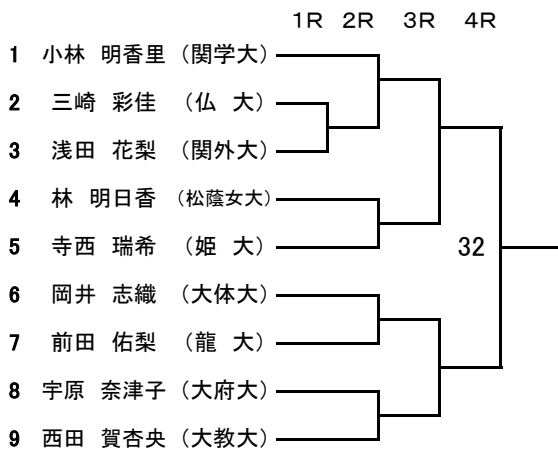 1R 2R 3R 4R
1 小林 明香里 (関学大)
2 三崎 彩佳 (仏 大)
3 浅田 花梨 (関外大)
4 林 明日香 (松蔭女大)
5 寺西 瑞希 (姫 大)
32
6 岡井 志織 (大体大)
7 前田 佑梨 (龍 大)
8 宇原 奈津子 (大府大)
9 西田 賀杏央 (大教大)